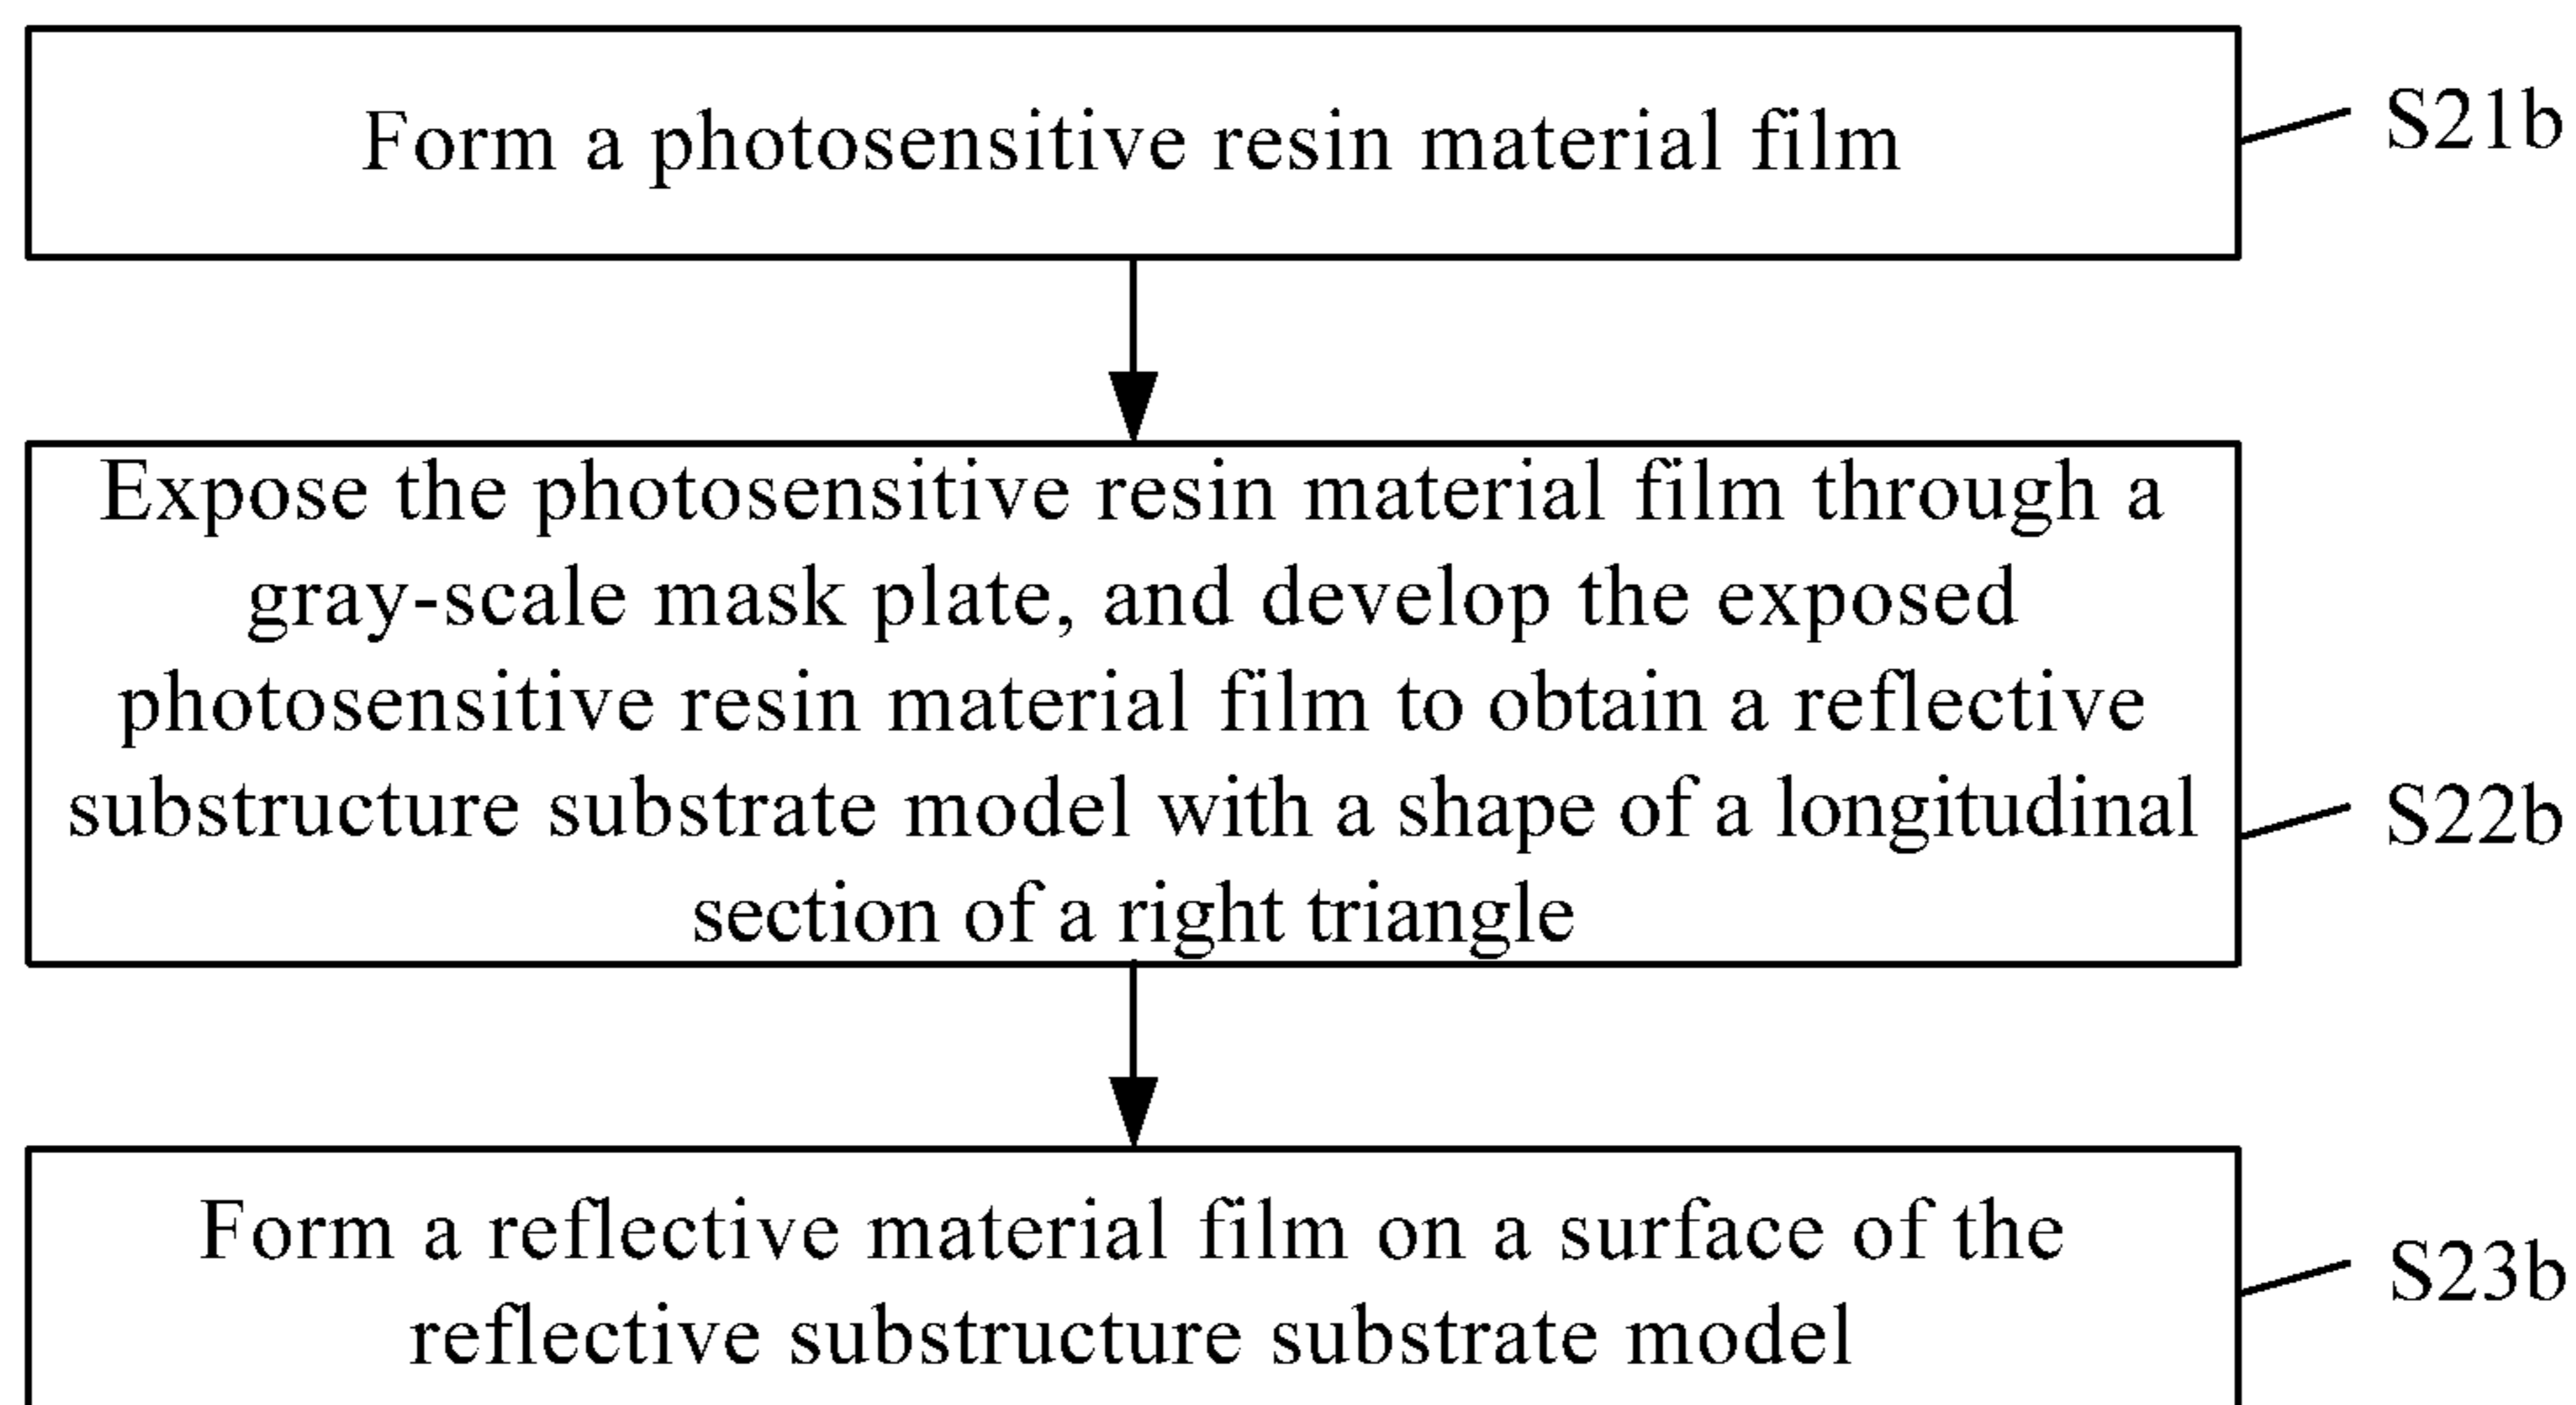 Form a photosensitive resin material film
S21b
Expose the photosensitive resin material film through a
gray-scale mask plate, and develop the exposed
photosensitive resin material film to obtain a reflective
substructure substrate model with a shape of a longitudinal
section of a right triangle
S22b
Form a reflective material film on a surface of the
reflective substructure substrate model
S23b